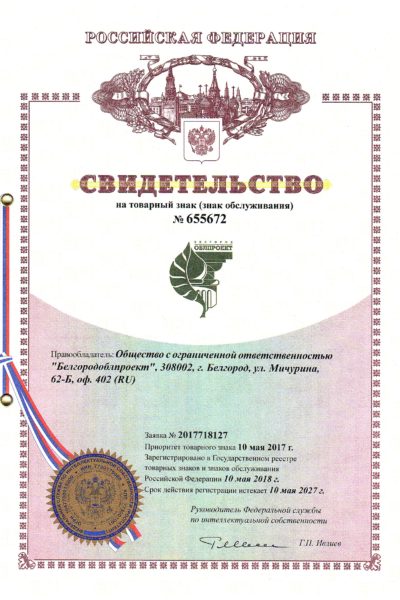 РОССИЙСКАЯ ФЕДЕРАЦИЯ
СВИДЕТЕЛЬСТВО
на товарный знак (знак обслуживания)
№ 655672
БЕЛГОРОД
ОБЛПРОЕКТ
Правообладатель: Общество с ограниченной ответственностью
"Белгородоблпроект", 308002, г. Белгород, ул. Мичурина,
62-Б, оф. 402 (RU)
Заявка № 2017718127
Приоритет товарного знака 10 мая 2017 г.
Зарегистрировано в Государственном реестре
товарных знаков и знаков обслуживания
Российской Федерации 10 мая 2018 г.
Срок действия регистрации истекает 10 мая 2027 г.
Руководитель Федеральной службы
по интеллектуальной собственности
Г.П. Ивлиев